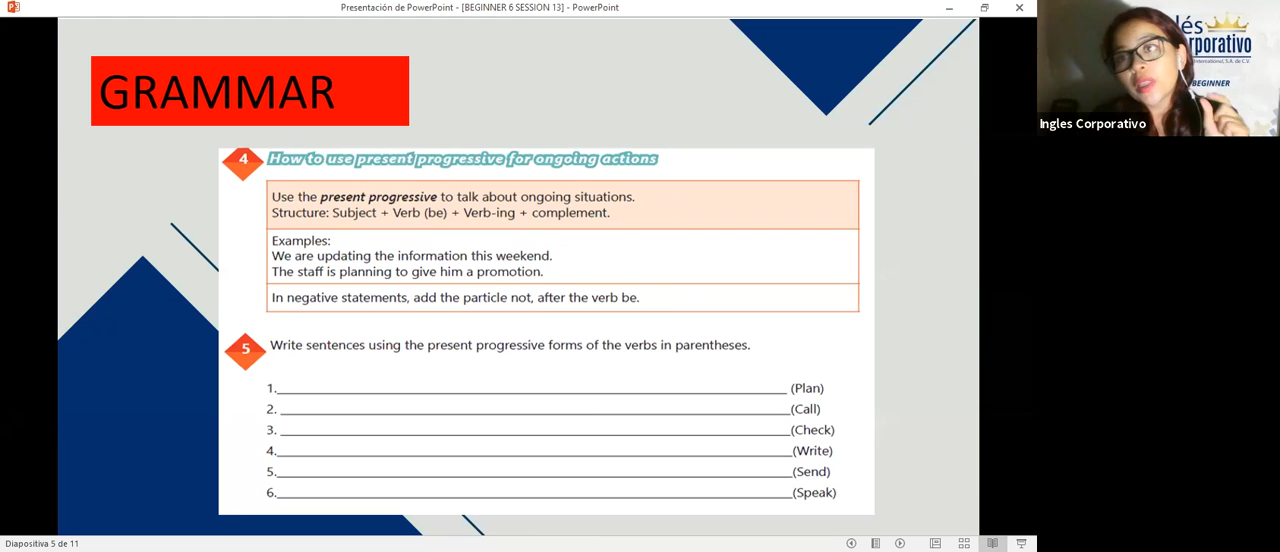 Presentación de PowerPoint - [BEGINNER 6 SESSION 13] - PowerPoint
GRAMMAR
4 How to use present progressive for ongoing actions
Use the present progressive to talk about ongoing situations.
Structure: Subject + Verb (be) + Verb-ing + complement.
Examples:
We are updating the information this weekend.
The staff is planning to give him a promotion.
In negative statements, add the particle not, after the verb be.
5 Write sentences using the present progressive forms of the verbs in parentheses.
1. (Plan)
2. (Call)
3. (Check)
4. (Write)
5. (Send)
6. (Speak)
lés
rporativo
International, S.A. de C.V.
BEGINNER
Ingles Corporativo
Diapositiva 5 de 11